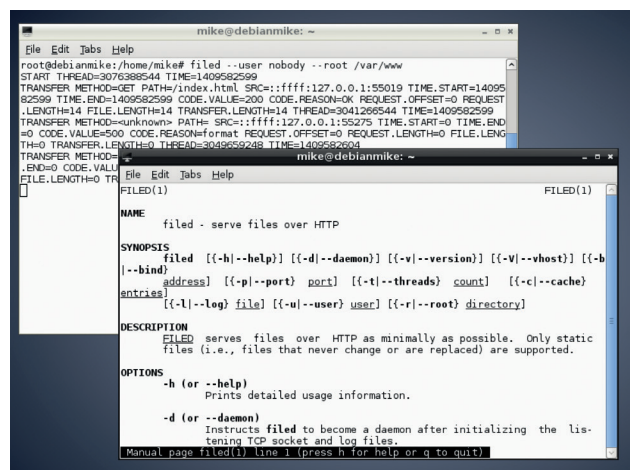 mike@debianmike: ~
File Edit Tabs Help
root@debianmike:/home/mike# filed --user nobody --root /var/www
START THREAD=3076388544 TIME=1409582599
TRANSFER METHOD=GET PATH=/index.html SRC=::ffff:127.0.0.1:55019 TIME.START=14095
82599 TIME.END=1409582599 CODE.VALUE=200 CODE.REASON=OK REQUEST.OFFSET=0 REQUEST
.LENGTH=14 FILE.LENGTH=14 TRANSFER.LENGTH=14 THREAD=3041266544 TIME=1409582599
TRANSFER METHOD=<unknown> PATH= SRC=::ffff:127.0.0.1:55275 TIME.START=0 TIME.END
=0 CODE.VALUE=500 CODE.REASON=format REQUEST.OFFSET=0 REQUEST.LENGTH=0 FILE.LENG
TH=0 TRANSFER.LENGTH=0 THREAD=3049659248 TIME=1409582604
TRANSFER METHOD=
.END=0 CODE.VALU
FILE.LENGTH=0 TR
mike@debianmike: ~
File Edit Tabs Help
FILED(1) FILED(1)
NAME
filed - serve files over HTTP
SYNOPSIS
filed [{-h|--help}] [{-d|--daemon}] [{-v|--version}] [{-V|--vhost}] [{-b
|--bind}
address] [{-p|--port} port] [{-t|--threads} count] [{-c|--cache}
entries]
[{-l|--log} file] [{-u|--user} user] [{-r|--root} directory]
DESCRIPTION
FILED serves files over HTTP as minimally as possible. Only static
files (i.e., files that never change or are replaced) are supported.
OPTIONS
-h (or --help)
Prints detailed usage information.
-d (or --daemon)
Instructs filed to become a daemon after initializing the lis-
tening TCP socket and log files.
Manual page filed(1) line 1 (press h for help or q to quit)